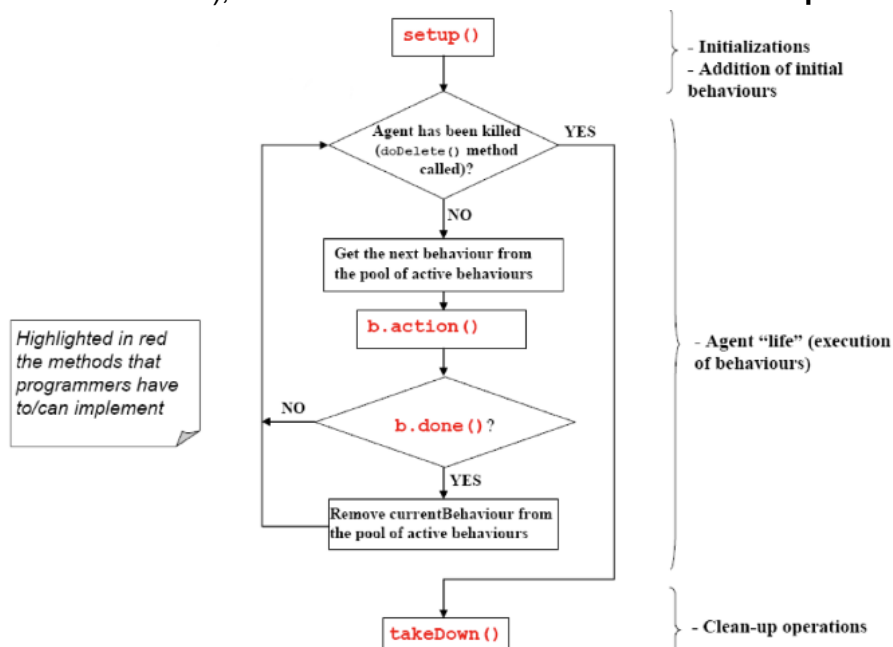 setup()
- Initializations
- Addition of initial
behaviours
Agent has been killed
(doDelete() method
called)?
YES
NO
Get the next behaviour from
the pool of active behaviours
b.action()
- Agent “life” (execution
of behaviours)
Highlighted in red
the methods that
programmers have
to/can implement
NO
b.done()?
YES
Remove currentBehaviour from
the pool of active behaviours
takeDown()
- Clean-up operations